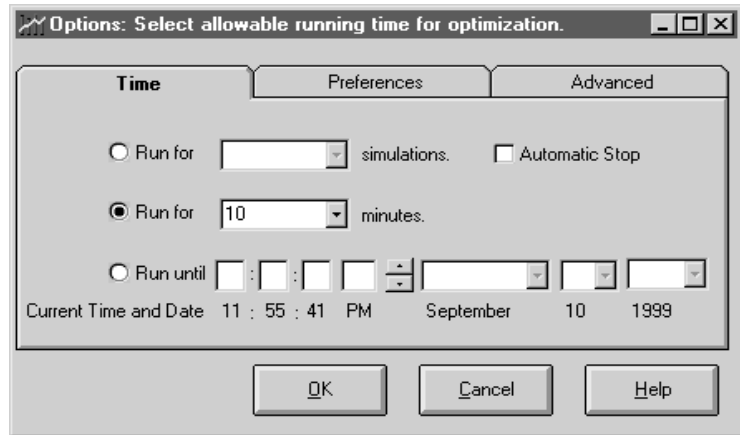 Options: Select allowable running time for optimization.
Time Preferences Advanced
Run for simulations. Automatic Stop
Run for 10 minutes.
Run until : :
Current Time and Date 11 : 55 : 41 PM September 10 1999
OK Cancel Help